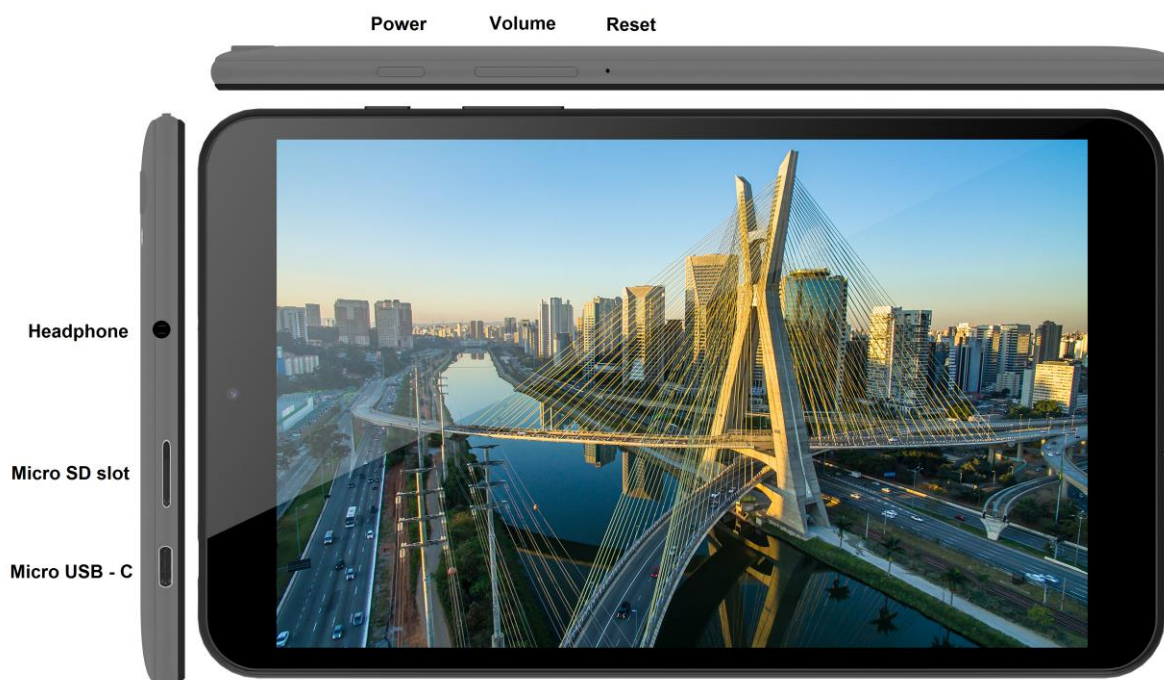 Power
Volume
Reset
Headphone
Micro SD slot
Micro USB - C